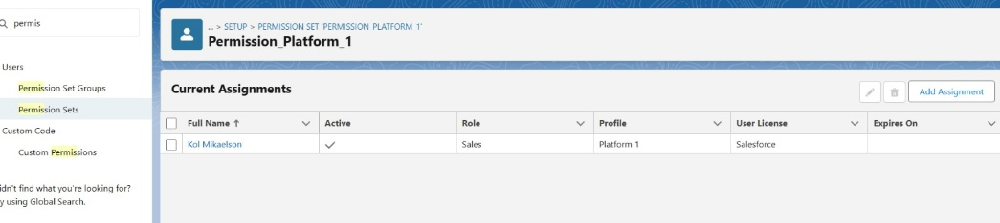 permis
Users
Permission Set Groups
Permission Sets
Custom Code
Custom Permissions
idn't find what you're looking for?
y using Global Search.
... > SETUP > PERMISSION SET 'PERMISSION_PLATFORM_1'
Permission_Platform_1
Current Assignments
Add Assignment
Full Name ↑ Active Role Profile User License Expires On
Kol Mikaelson Sales Platform 1 Salesforce